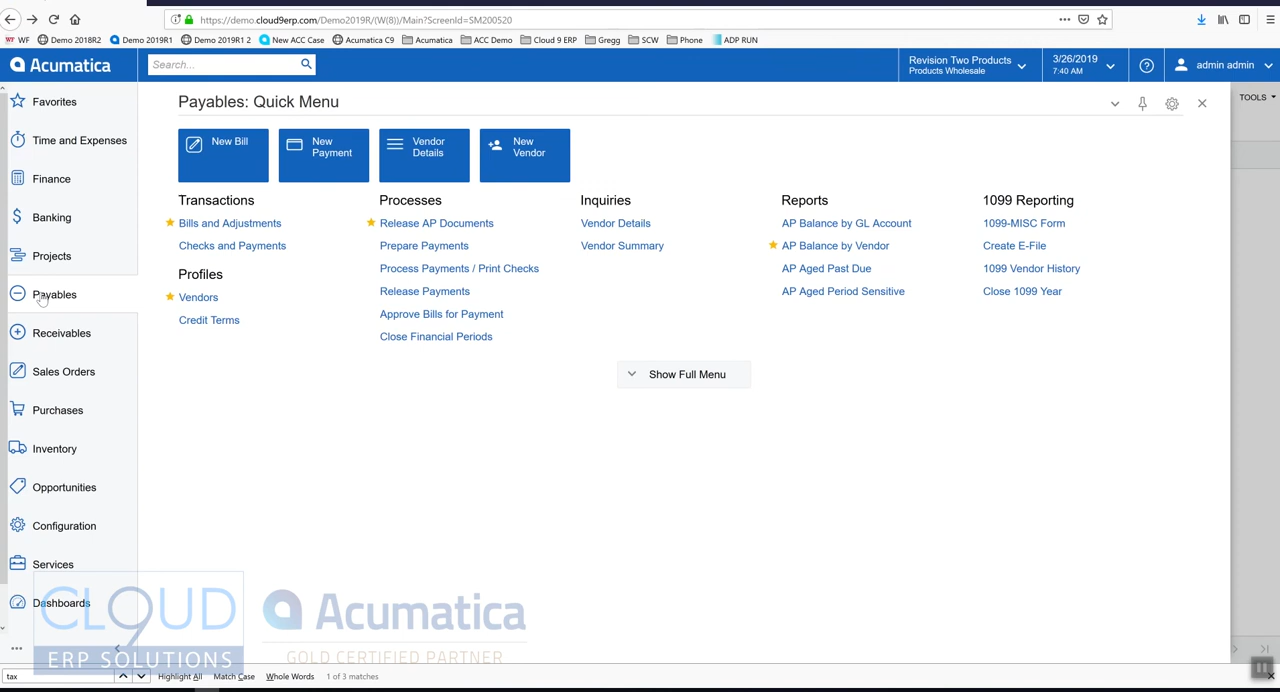 https://demo.cloud9erp.com/Demo2019R/(W(8))/Main?ScreenId=SM200520
WF Demo 2018R2 Demo 2019R1 Demo 2019R1 2 New ACC Case Acumatica C9 Acumatica ACC Demo Cloud 9 ERP Gregg SCW Phone ADP RUN
Acumatica
Search...
Revision Two Products
Products Wholesale
3/26/2019
7:40 AM
admin admin
TOOLS
Favorites
Time and Expenses
Finance
Banking
Projects
Payables
Receivables
Sales Orders
Purchases
Inventory
Opportunities
Configuration
Services
Dashboards
Payables: Quick Menu
New Bill
New Payment
Vendor Details
New Vendor
Transactions
Bills and Adjustments
Checks and Payments
Profiles
Vendors
Credit Terms
Processes
Release AP Documents
Prepare Payments
Process Payments / Print Checks
Release Payments
Approve Bills for Payment
Close Financial Periods
Inquiries
Vendor Details
Vendor Summary
Reports
AP Balance by GL Account
AP Balance by Vendor
AP Aged Past Due
AP Aged Period Sensitive
1099 Reporting
1099-MISC Form
Create E-File
1099 Vendor History
Close 1099 Year
Show Full Menu
CLOUD9
ERP SOLUTIONS
Acumatica
GOLD CERTIFIED PARTNER
tax Highlight All Match Case Whole Words 1 of 3 matches